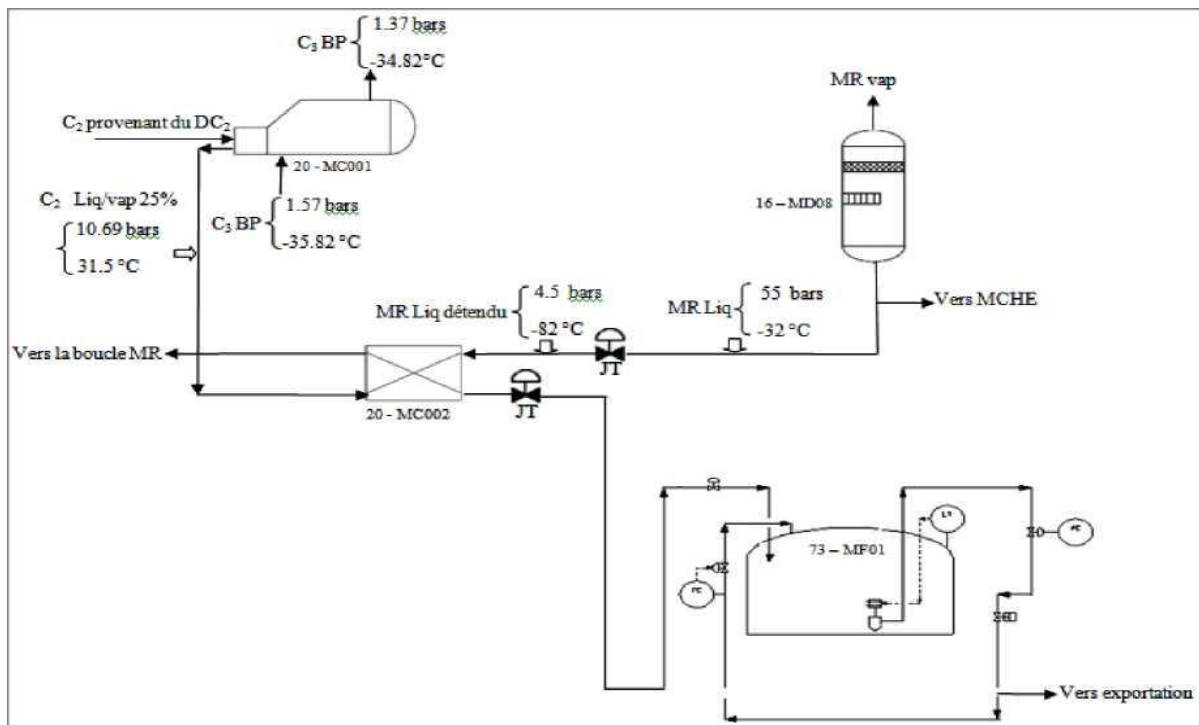 1.37 bars
C₃ BP
-34.82°C
MR vap
C₂ provenant du DC₂
20 - MC001
16 – MD08
C₂ Liq/vap 25%
10.69 bars
31.5 °C
1.57 bars
C₃ BP
-35.82 °C
4.5 bars
MR Liq détendu
-82 °C
55 bars
MR Liq
-32 °C
Vers MCHE
Vers la boucle MR
JT
JT
20 - MC002
73 – MF01
Vers exportation